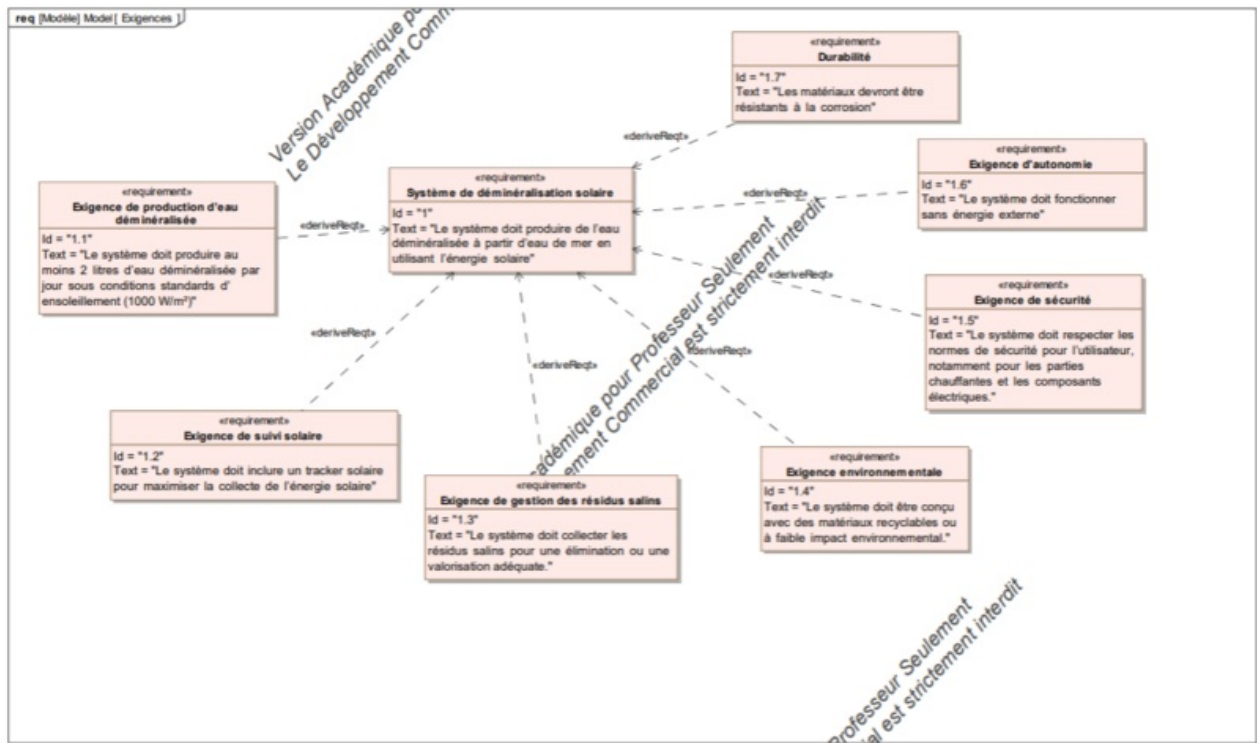 req [Modèle] Model [ Exigences ]
Version Académique po
Le Développement Comm
«requirement»
Durabilité
Id = "1.7"
Text = "Les matériaux devront être
résistants à la corrosion"
«deriveReqt»
«requirement»
Exigence d'autonomie
Id = "1.6"
Text = "Le système doit fonctionner
sans énergie externe"
«deriveReqt»
«requirement»
Système de déminéralisation solaire
Id = "1"
Text = "Le système doit produire de l'eau
déminéralisée à partir d'eau de mer en
utilisant l'énergie solaire"
«requirement»
Exigence de production d'eau
déminéralisée
Id = "1.1"
Text = "Le système doit produire au
moins 2 litres d'eau déminéralisée par
jour sous conditions standards d'
ensoleillement (1000 W/m²)"
«deriveReqt»
«requirement»
Exigence de sécurité
Id = "1.5"
Text = "Le système doit respecter les
normes de sécurité pour l'utilisateur,
notamment pour les parties
chauffantes et les composants
électriques."
«deriveReqt»
«deriveReqt»
«deriveReqt»
«deriveReqt»
adémique pour Professeur Seulement
ement Commercial est strictement interdit
«requirement»
Exigence de suivi solaire
Id = "1.2"
Text = "Le système doit inclure un tracker solaire
pour maximiser la collecte de l'énergie solaire"
«requirement»
Exigence de gestion des résidus salins
Id = "1.3"
Text = "Le système doit collecter les
résidus salins pour une élimination ou une
valorisation adéquate."
«requirement»
Exigence environnementale
Id = "1.4"
Text = "Le système doit être conçu
avec des matériaux recyclables ou
à faible impact environnemental."
Professeur Seulement
ial est strictement interdit